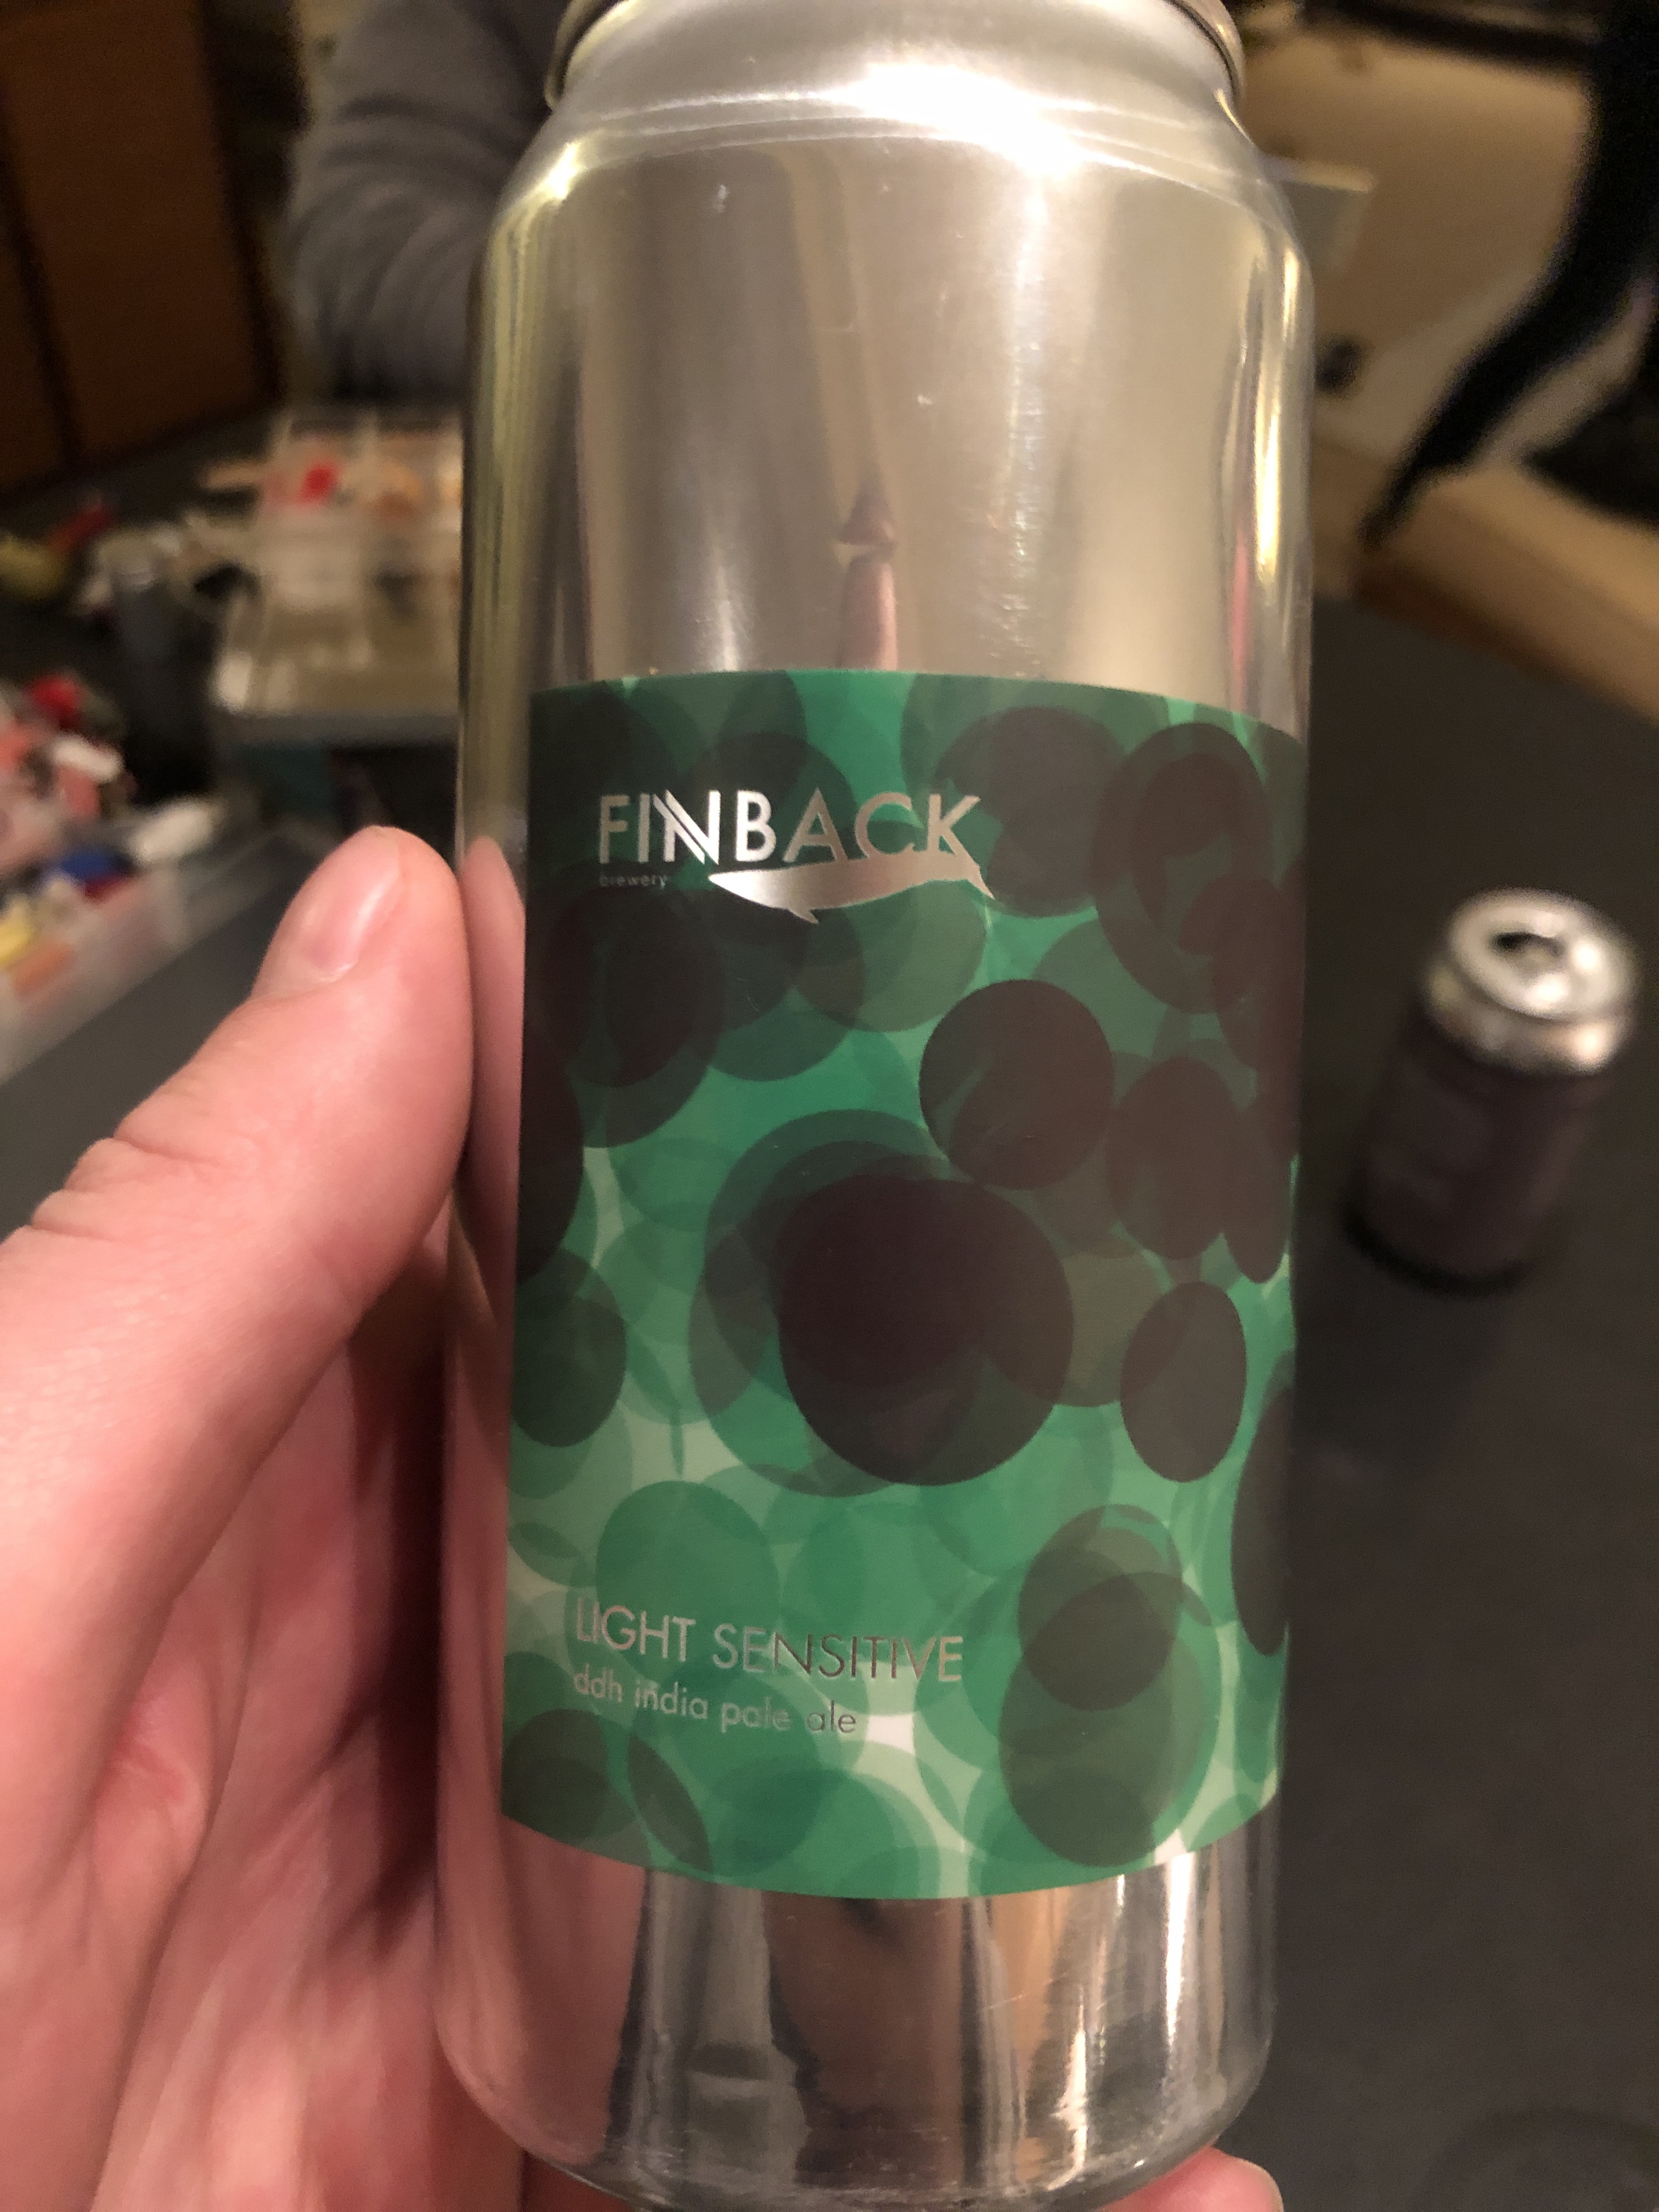 FINBACK
brewery
LIGHT SENSITIVE
ddh india pale ale